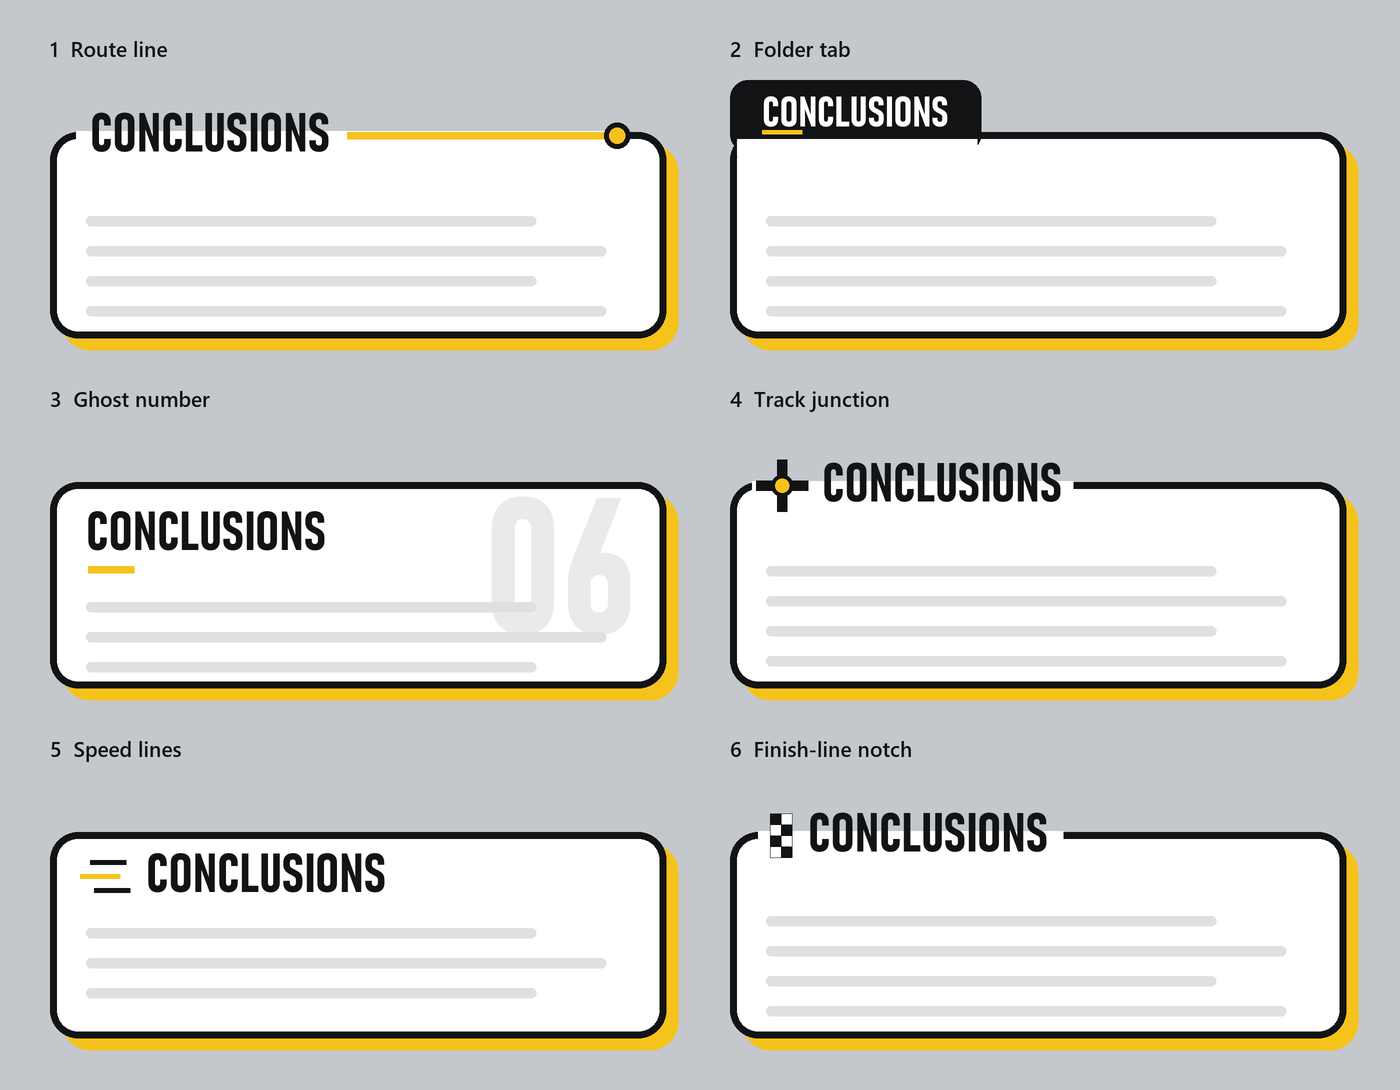 1 Route line
CONCLUSIONS
2 Folder tab
CONCLUSIONS
3 Ghost number
CONCLUSIONS
06
4 Track junction
CONCLUSIONS
5 Speed lines
CONCLUSIONS
6 Finish-line notch
CONCLUSIONS